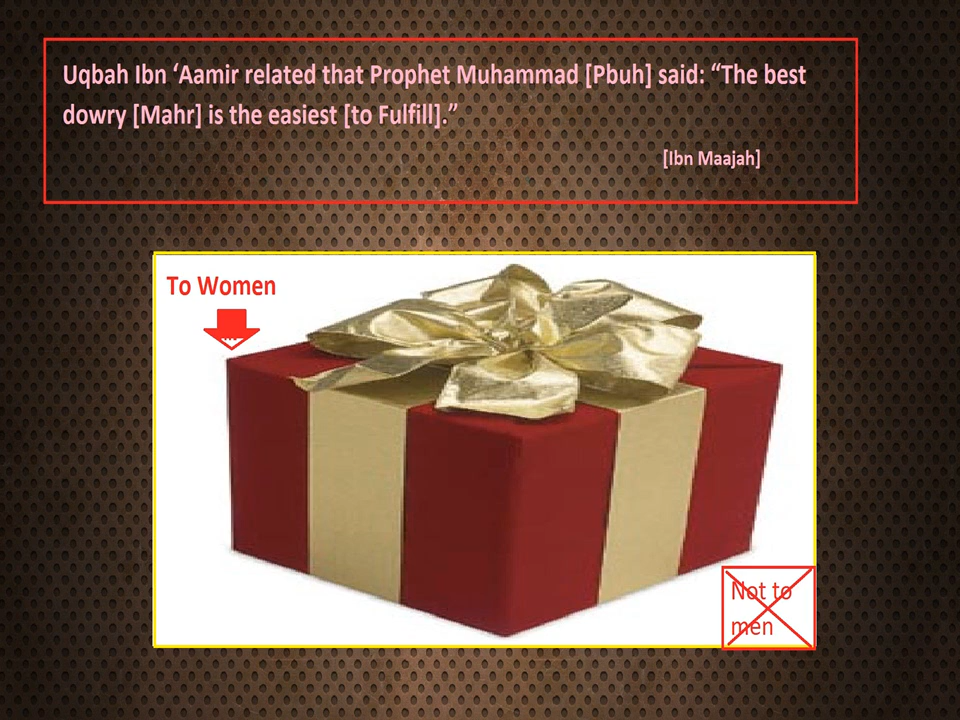 Uqbah Ibn ‘Aamir related that Prophet Muhammad [Pbuh] said: “The best
dowry [Mahr] is the easiest [to Fulfill].”
[Ibn Maajah]
To Women
Not to
men